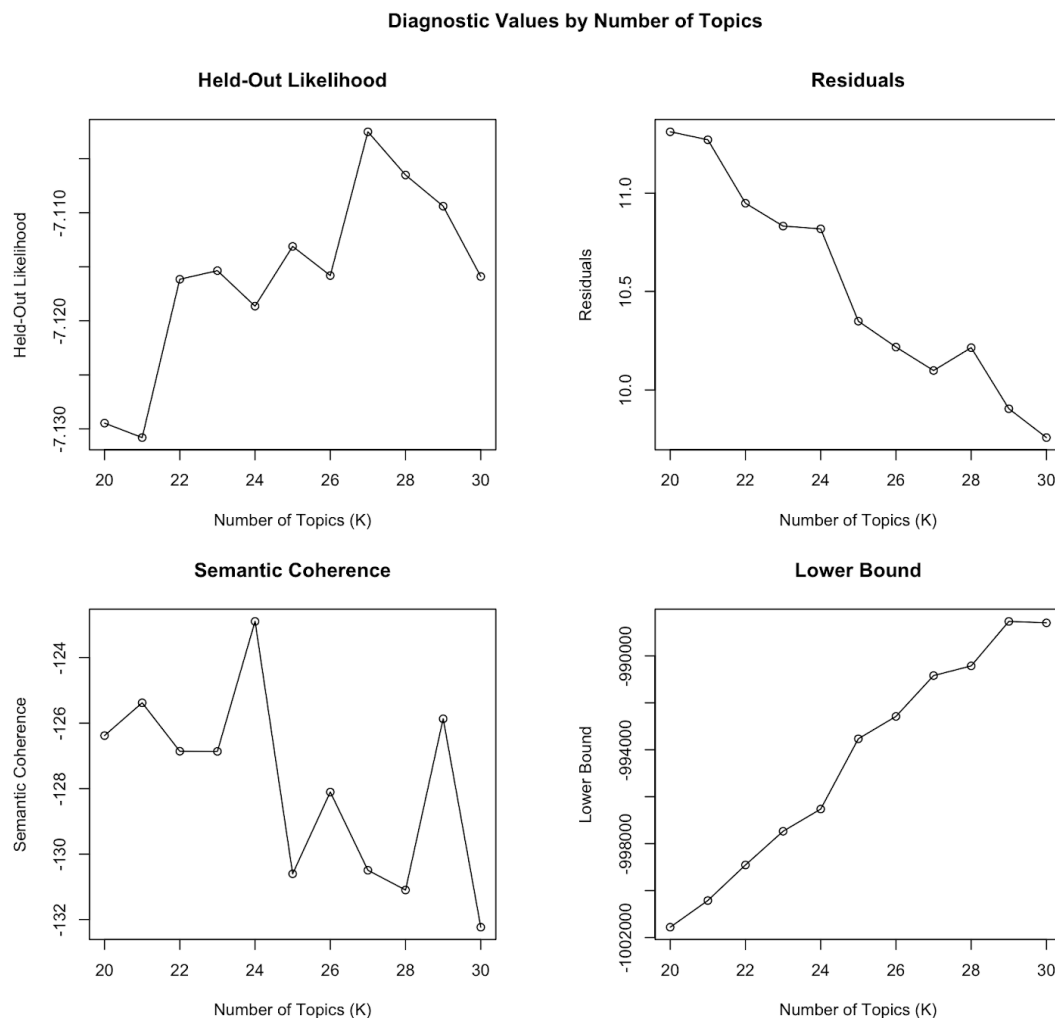 Diagnostic Values by Number of Topics
Held-Out Likelihood
Held-Out Likelihood
-7.110
-7.120
-7.130
20 22 24 26 28 30
Number of Topics (K)
Residuals
Residuals
11.0
10.5
10.0
20 22 24 26 28 30
Number of Topics (K)
Semantic Coherence
Semantic Coherence
-124
-126
-128
-130
-132
20 22 24 26 28 30
Number of Topics (K)
Lower Bound
Lower Bound
-990000
-994000
-998000
-1002000
20 22 24 26 28 30
Number of Topics (K)